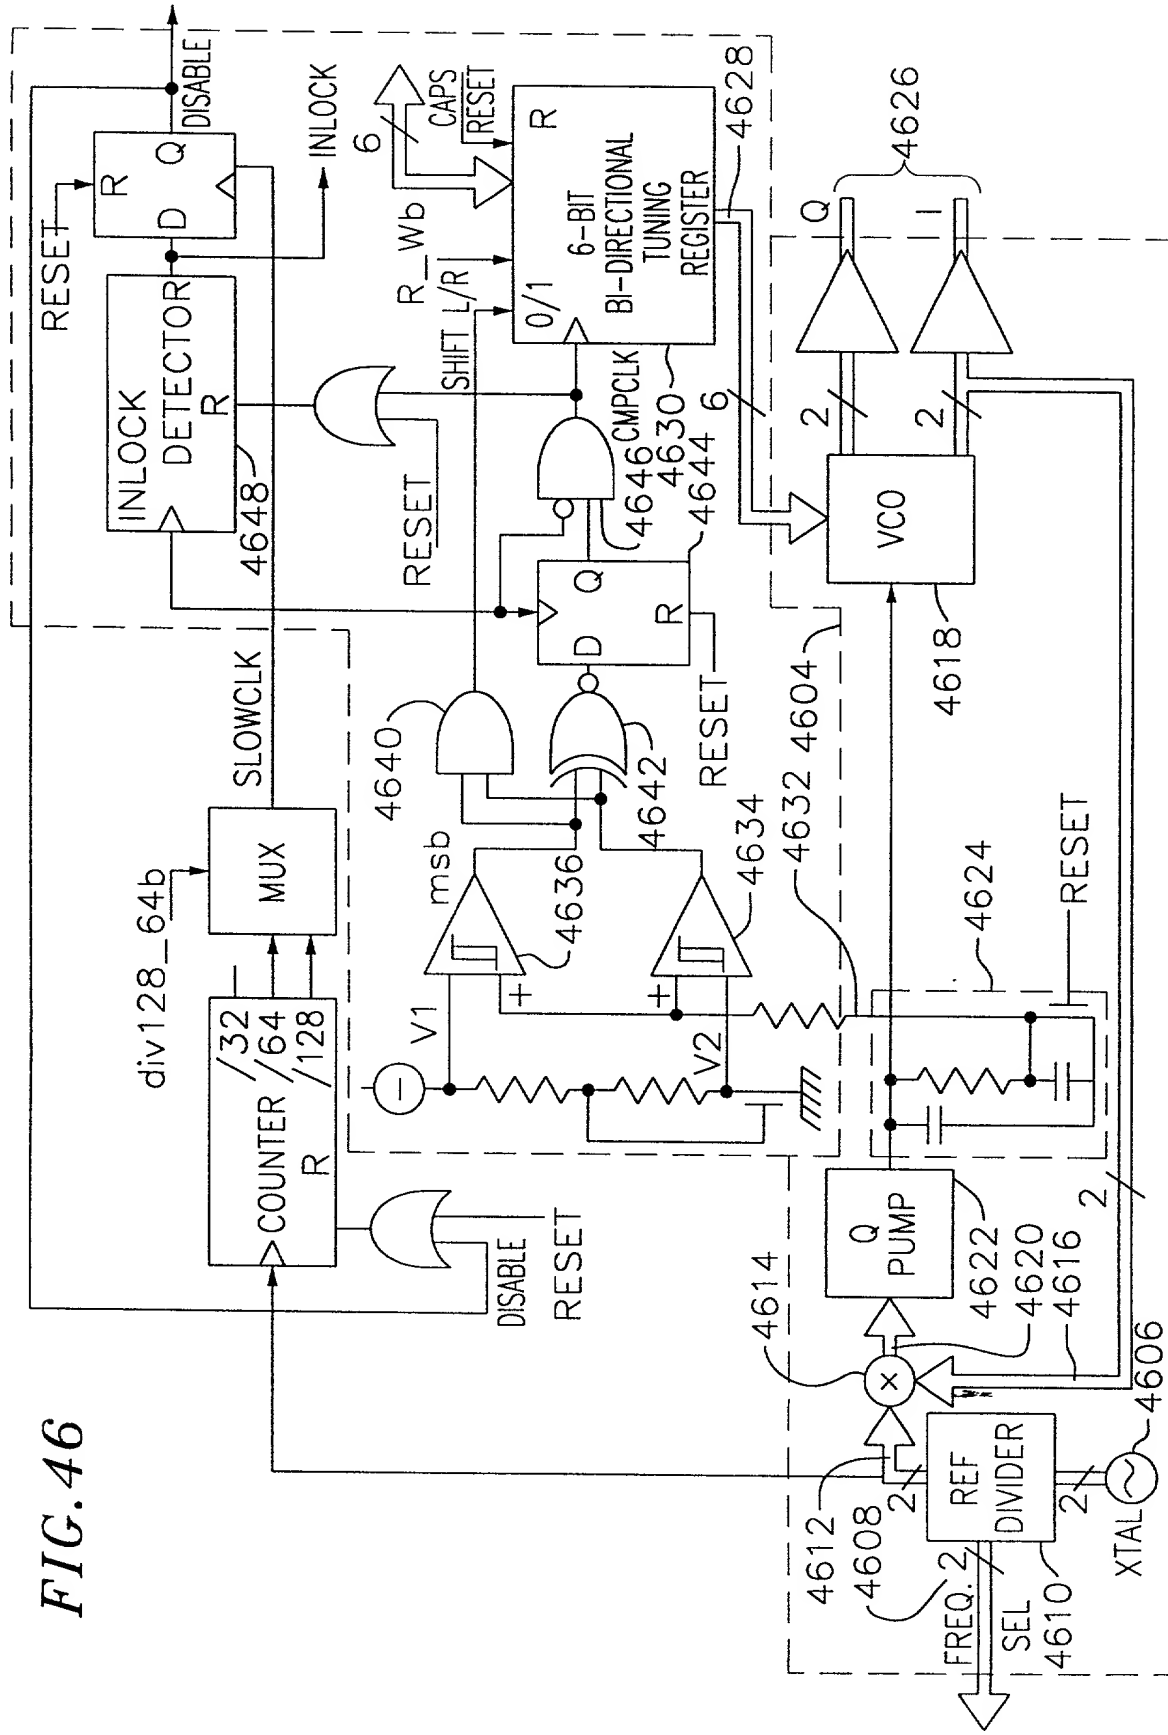 FIG.46
RESET
R
D
Q
DISABLE
INLOCK
DETECTOR
R
4648
INLOCK
SLOWCLK
div128_64b
MUX
COUNTER
/32
/64
/128
R
DISABLE
RESET
RESET
6
CAPS
RESET
R_Wb
SHIFT L/R
0/1
R
6-BIT
BI-DIRECTIONAL
TUNING
REGISTER
4628
CMPCLK
4646
4630
4644
D
Q
R
RESET
4640
4642
msb
4636
4634
V1
+
+
V2
4632
4604
6
4626
Q
I
2
2
VCO
4618
4624
RESET
Q
PUMP
4622
4620
4616
2
4614
x
4612
4608
2
REF
DIVIDER
2
FREQ.
SEL
2
4610
XTAL
4606